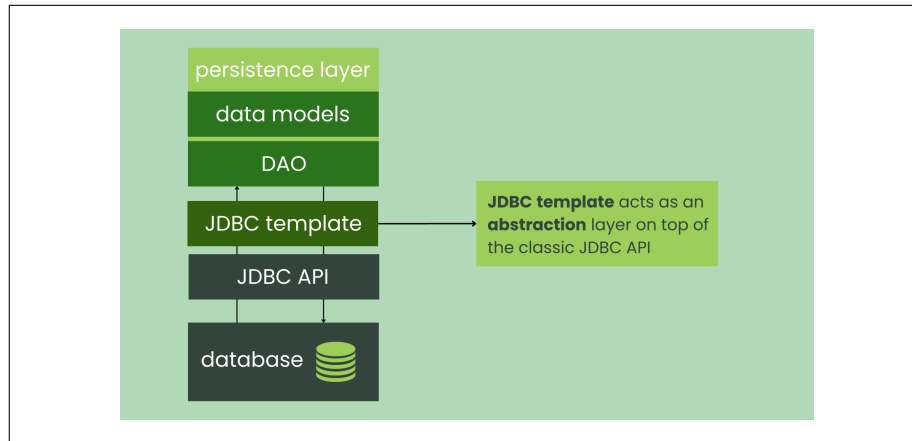 persistence layer
data models
DAO
JDBC template
JDBC template acts as an
abstraction layer on top of
the classic JDBC API
JDBC API
database